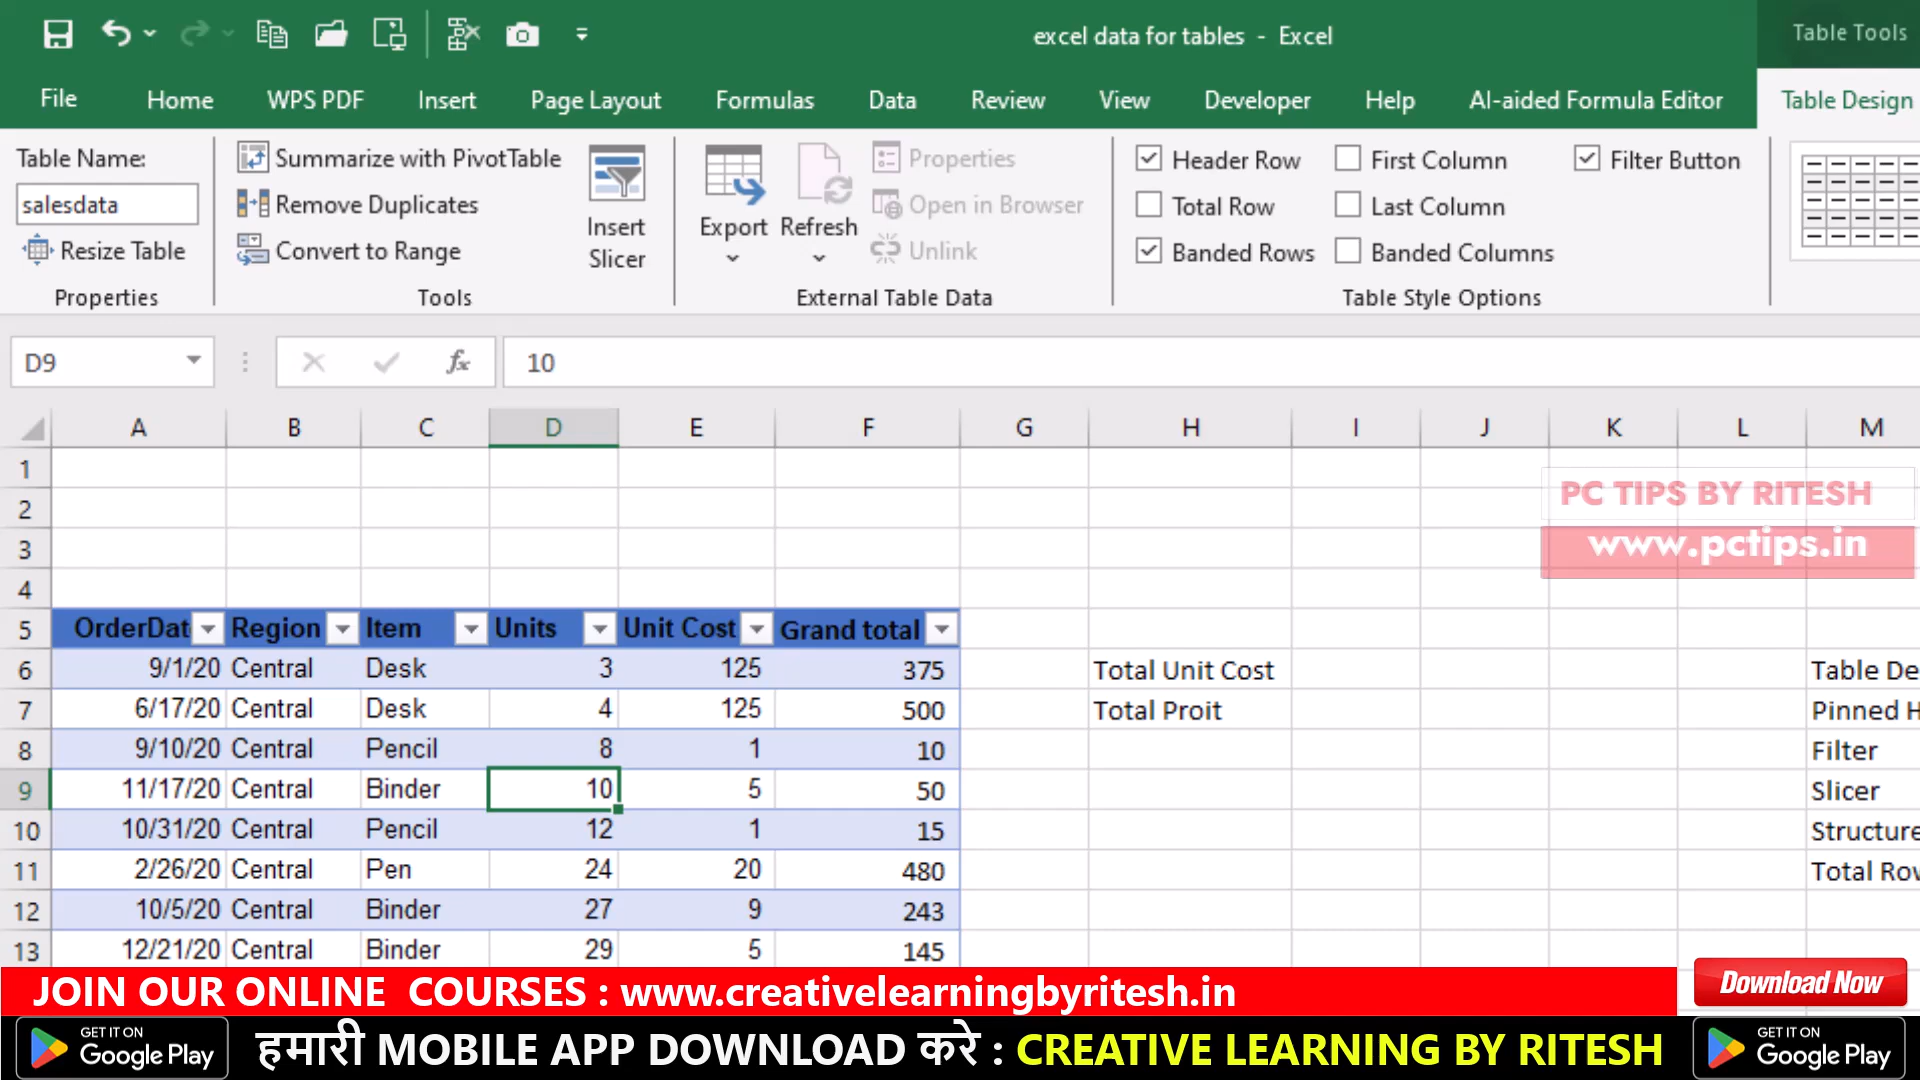 excel data for tables - Excel
Table Tools
File Home WPS PDF Insert Page Layout Formulas Data Review View Developer Help AI-aided Formula Editor Table Design
Table Name:
salesdata
Resize Table
Properties
Summarize with PivotTable
Remove Duplicates
Convert to Range
Tools
Insert
Slicer
Export
Refresh
Properties
Open in Browser
Unlink
External Table Data
Header Row First Column Filter Button
Total Row Last Column
Banded Rows Banded Columns
Table Style Options
D9 fx 10
A B C D E F G H I J K L M
1
2
3
4
5 OrderDat Region Item Units Unit Cost Grand total
6 9/1/20 Central Desk 3 125 375 Total Unit Cost Table De
7 6/17/20 Central Desk 4 125 500 Total Proit Pinned H
8 9/10/20 Central Pencil 8 1 10 Filter
9 11/17/20 Central Binder 10 5 50 Slicer
10 10/31/20 Central Pencil 12 1 15 Structure
11 2/26/20 Central Pen 24 20 480 Total Row
12 10/5/20 Central Binder 27 9 243
13 12/21/20 Central Binder 29 5 145
PC TIPS BY RITESH
www.pctips.in
JOIN OUR ONLINE COURSES : www.creativelearningbyritesh.in
Download Now
GET IT ON
Google Play
हमारी MOBILE APP DOWNLOAD करे : CREATIVE LEARNING BY RITESH
GET IT ON
Google Play